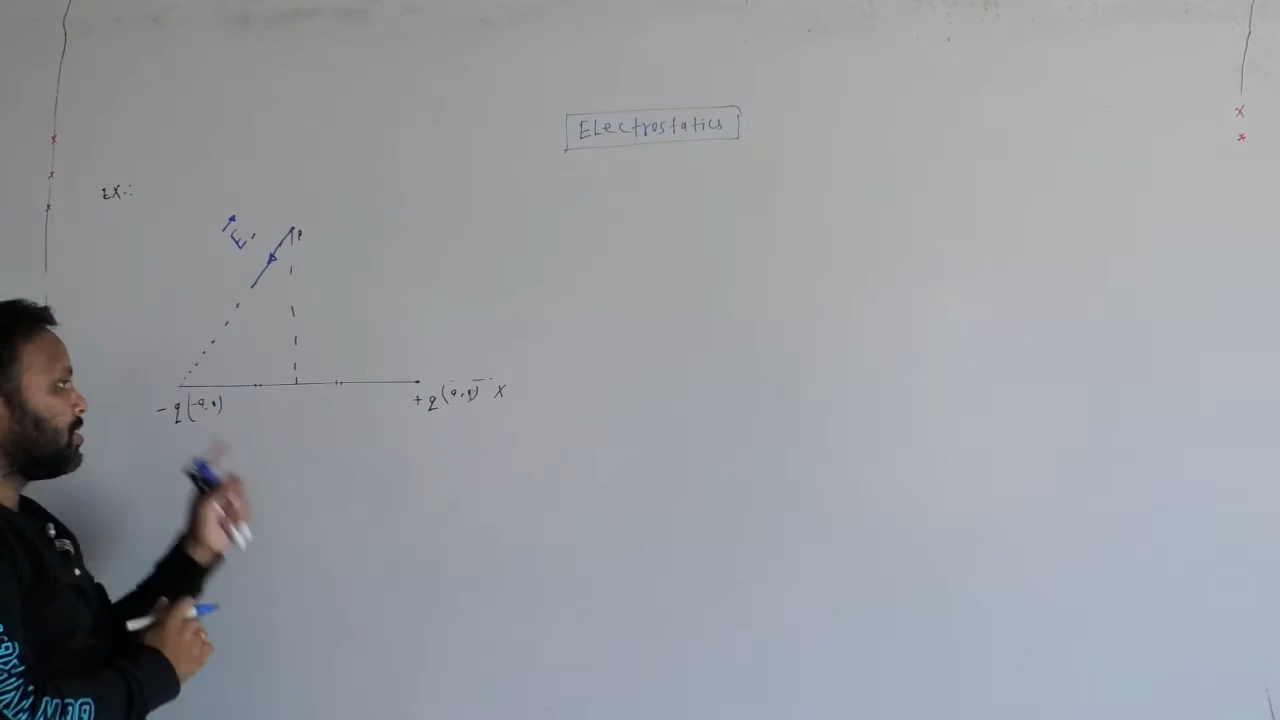 Electrostatics
Ex:
E
P
-q(-a,0)
+q(a,0) X